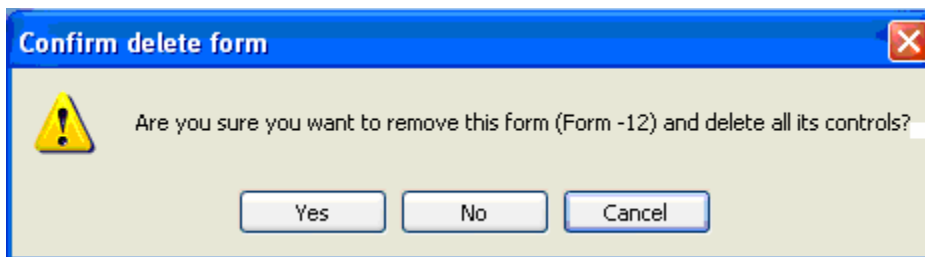 Confirm delete form
Are you sure you want to remove this form (Form -12) and delete all its controls?
Yes No Cancel